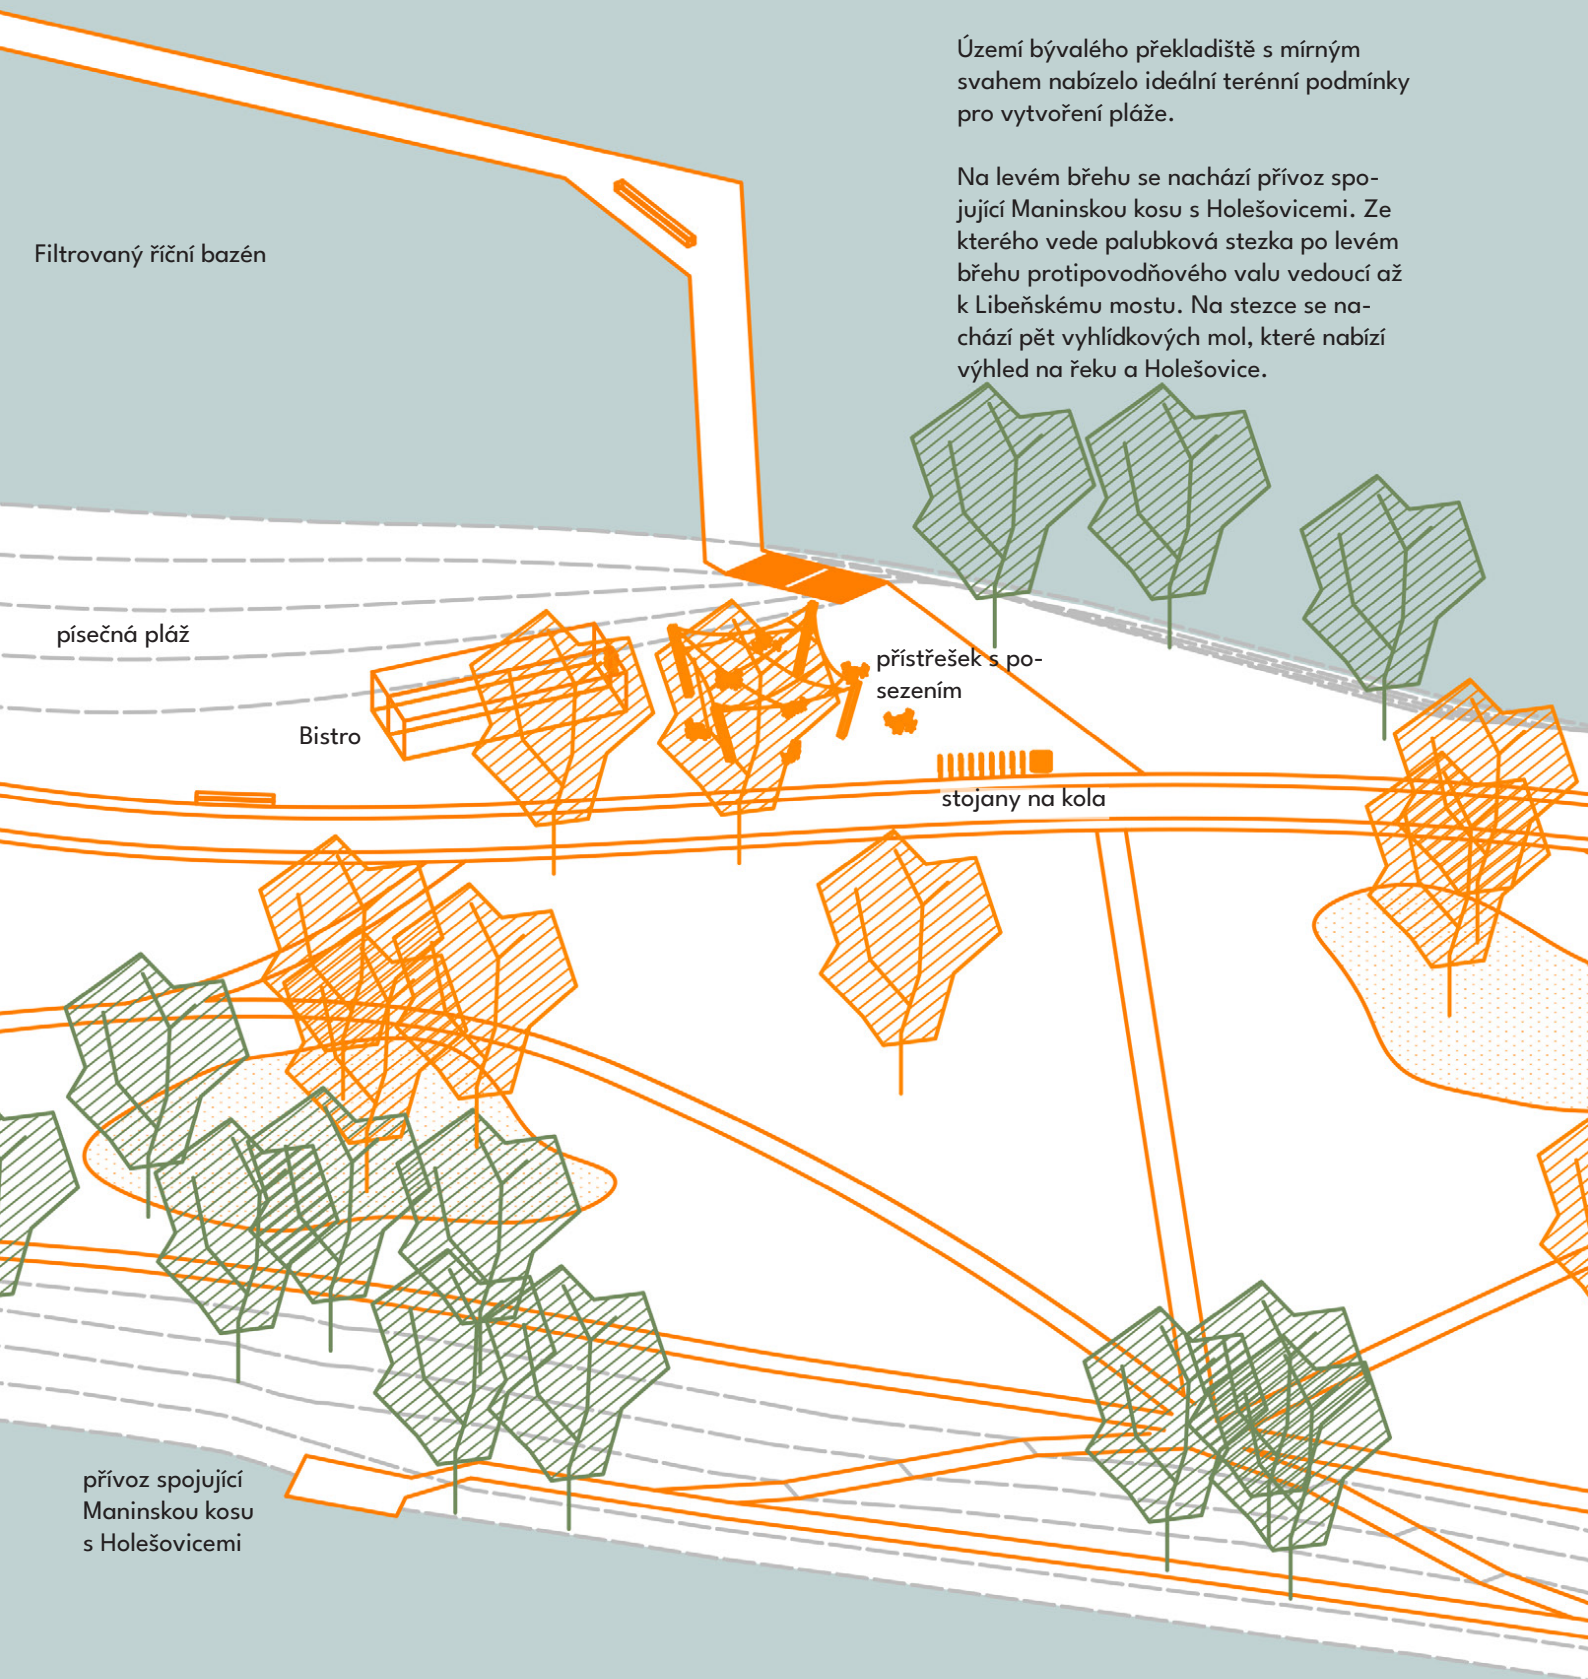 Území bývalého překladiště s mírným
svahem nabízelo ideální terénní podmínky
pro vytvoření pláže.
Na levém břehu se nachází přívoz spo-
jující Maninskou kosu s Holešovicemi. Ze
kterého vede palubková stezka po levém
břehu protipovodňového valu vedoucí až
k Libeňskému mostu. Na stezce se na-
chází pět vyhlídkových mol, které nabízí
výhled na řeku a Holešovice.
Filtrovaný říční bazén
písečná pláž
přístřešek s po-
sezením
Bistro
stojany na kola
přívoz spojující
Maninskou kosu
s Holešovicemi